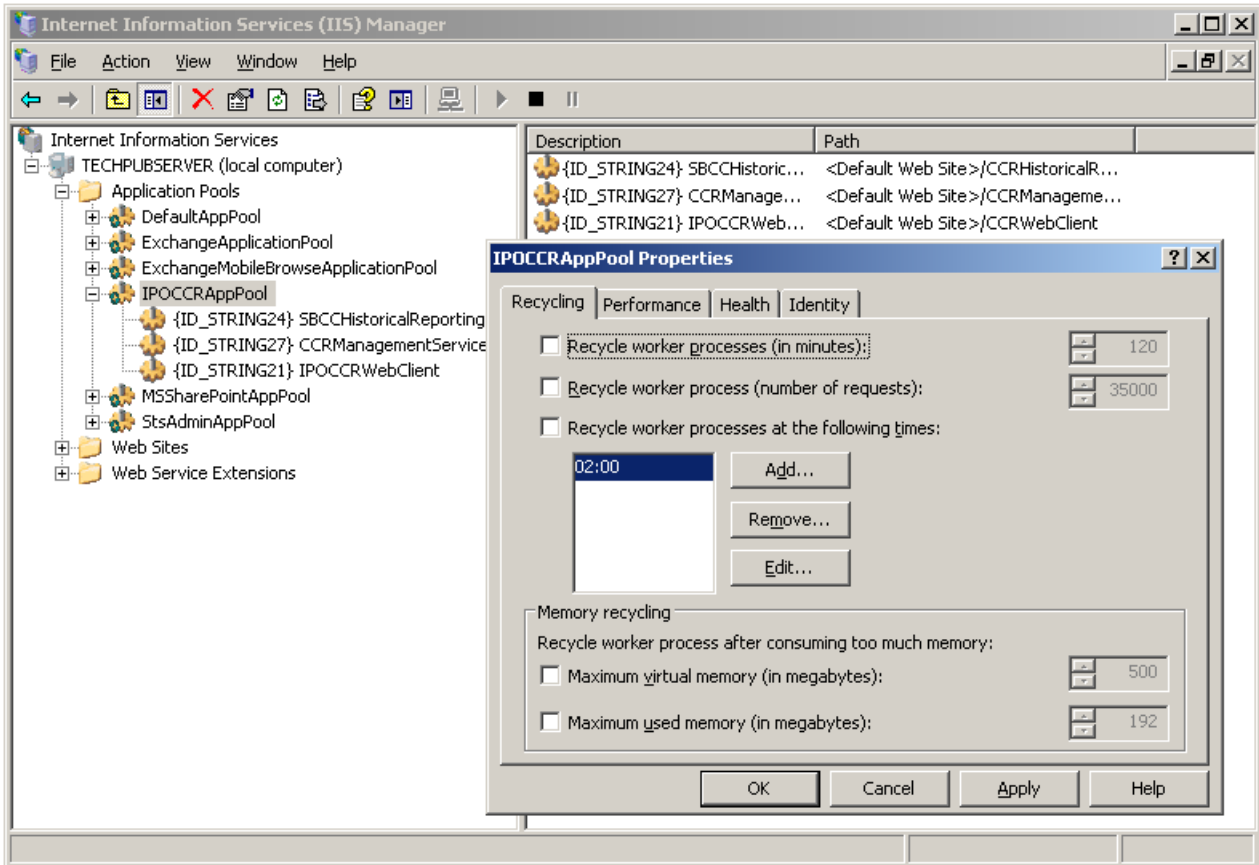 Internet Information Services (IIS) Manager
File Action View Window Help
Internet Information Services
TECHPUBSERVER (local computer)
Application Pools
DefaultAppPool
ExchangeApplicationPool
ExchangeMobileBrowseApplicationPool
IPOCCRAppPool
{ID_STRING24} SBCCHistoricalReporting
{ID_STRING27} CCRManagementService
{ID_STRING21} IPOCCRWebClient
MSSharePointAppPool
StsAdminAppPool
Web Sites
Web Service Extensions
Description Path
{ID_STRING24} SBCCHistoric... <Default Web Site>/CCRHistoricalR...
{ID_STRING27} CCRManage... <Default Web Site>/CCRManageme...
{ID_STRING21} IPOCCRWeb... <Default Web Site>/CCRWebClient
IPOCCRAppPool Properties
Recycling Performance Health Identity
Recycle worker processes (in minutes): 120
Recycle worker process (number of requests): 35000
Recycle worker processes at the following times:
02:00
Add...
Remove...
Edit...
Memory recycling
Recycle worker process after consuming too much memory:
Maximum virtual memory (in megabytes): 500
Maximum used memory (in megabytes): 192
OK Cancel Apply Help